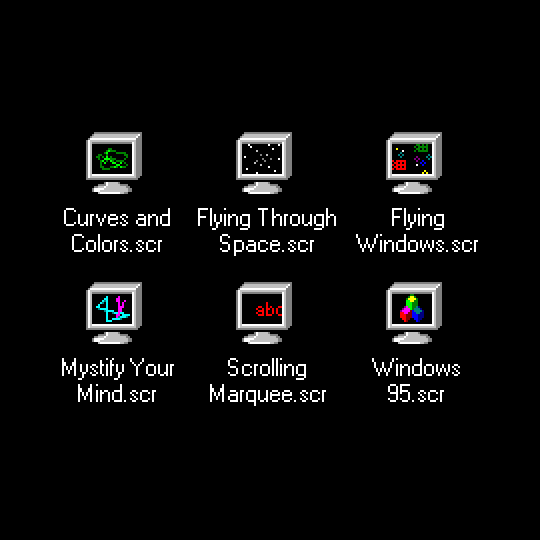 Curves and
Colors.scr
Flying Through
Space.scr
Flying
Windows.scr
Mystify Your
Mind.scr
abc
Scrolling
Marquee.scr
Windows
95.scr